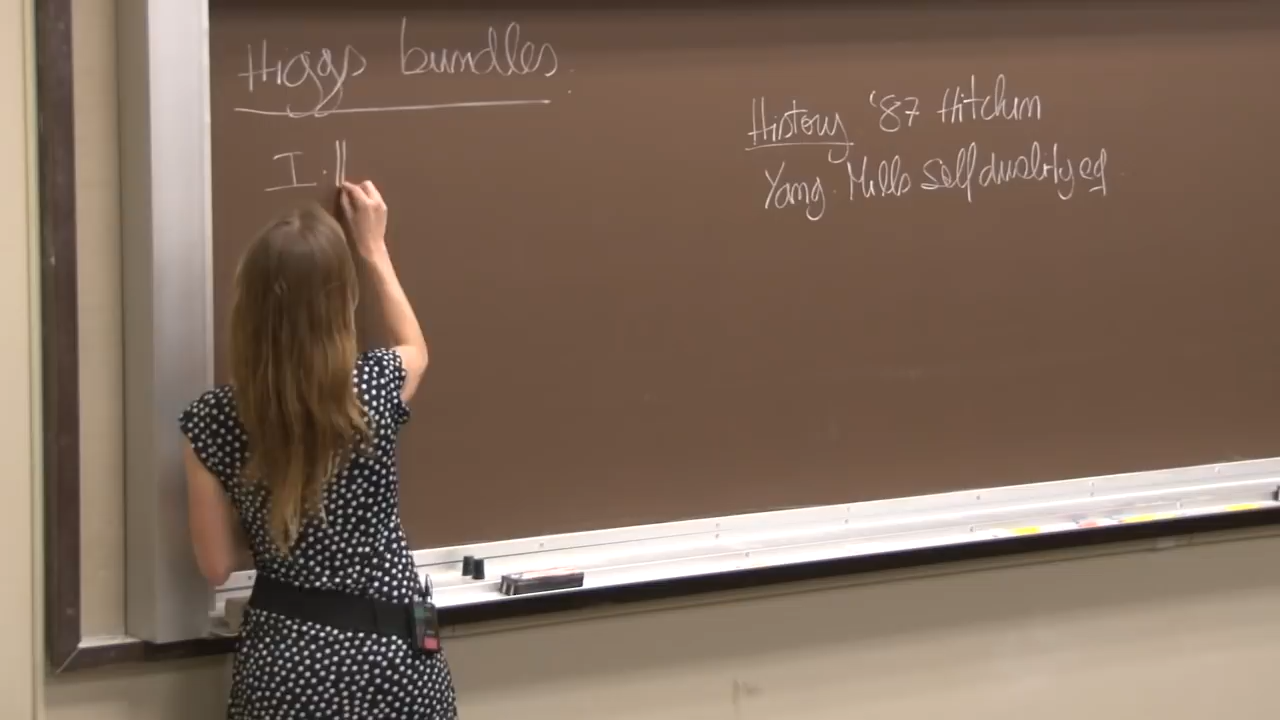 Higgs bundles.
I.
History '87 Hitchin
Yang. Mills self duality eq.